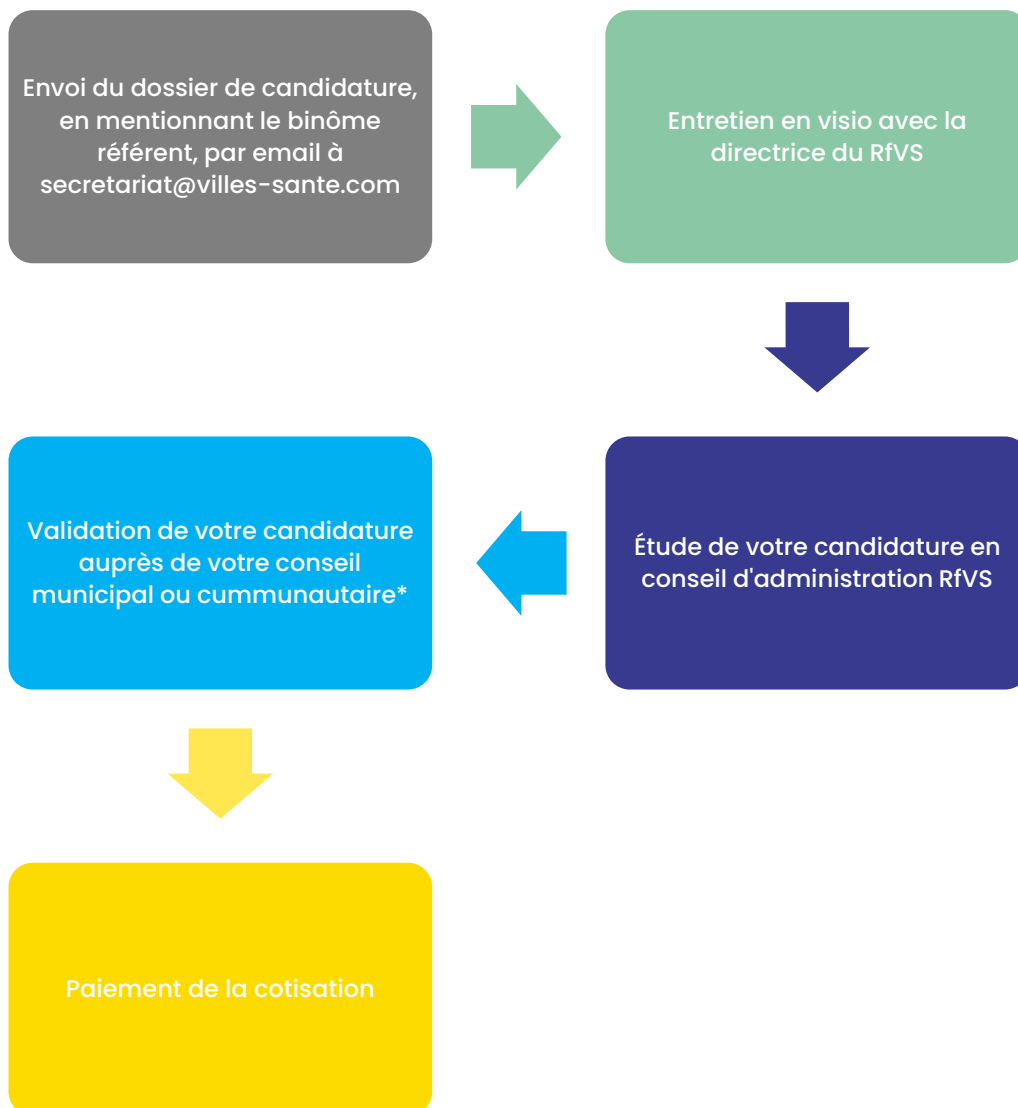 Envoi du dossier de candidature,
en mentionnant le binôme
référent, par email à
secretariat@villes-sante.com
Entretien en visio avec la
directrice du RfVS
Étude de votre candidature en
conseil d'administration RfVS
Validation de votre candidature
auprès de votre conseil
municipal ou cummunautaire*
Paiement de la cotisation